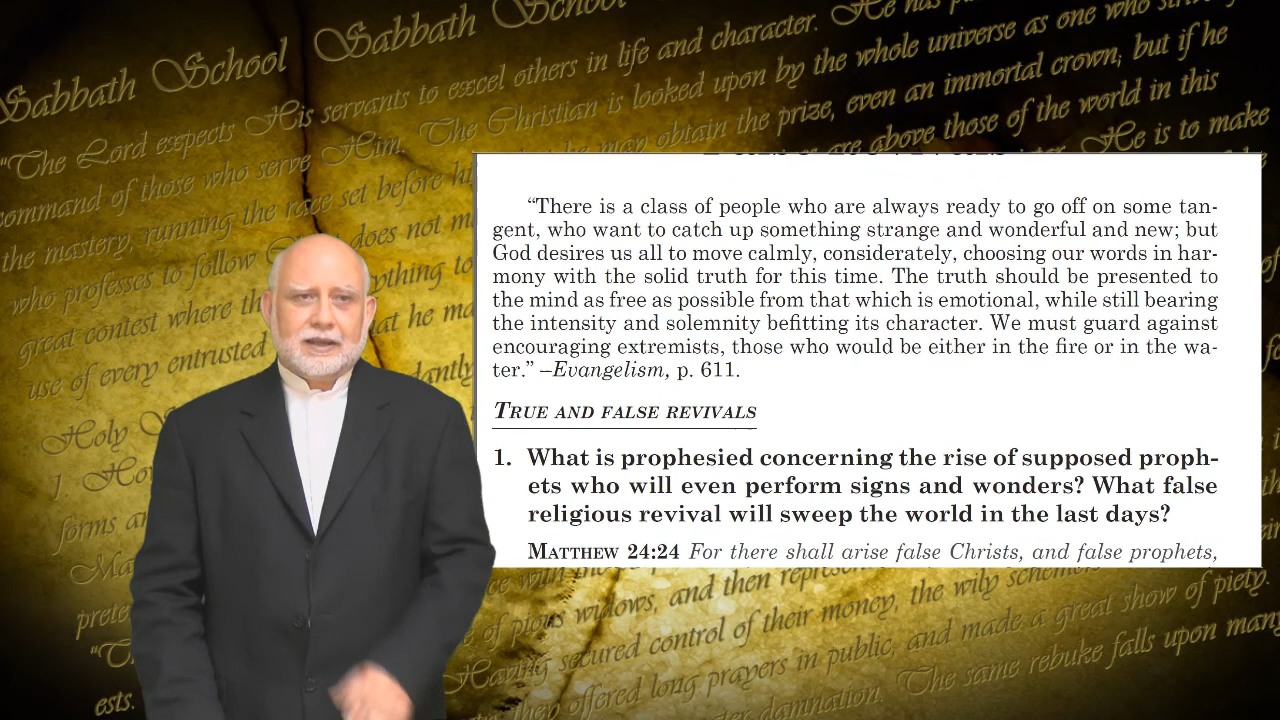 Sabbath School Sabbath School Sabbath School
"The Lord expects His servants to excel others in life and character. He has
command of those who serve Him. The Christian is looked upon by the whole universe as one who
the mastery, running the race set before he may obtain the prize, even an immortal crown; but if he
who professes to follow does not are above those of the world in this
great contest where that he He is to make
use of every entrusted
Holy
1.
forms
"There is a class of people who are always ready to go off on some tan-
gent, who want to catch up something strange and wonderful and new; but
God desires us all to move calmly, considerately, choosing our words in har-
mony with the solid truth for this time. The truth should be presented to
the mind as free as possible from that which is emotional, while still bearing
the intensity and solemnity befitting its character. We must guard against
encouraging extremists, those who would be either in the fire or in the wa-
ter." –Evangelism, p. 611.
TRUE AND FALSE REVIVALS
1. What is prophesied concerning the rise of supposed proph-
ets who will even perform signs and wonders? What false
religious revival will sweep the world in the last days?
MATTHEW 24:24 For there shall arise false Christs, and false prophets,
of pious widows, and then the wily
Having secured control of their money,
they offered long prayers in public, and made a great show of piety.
damnation. The same rebuke falls upon many
ests.